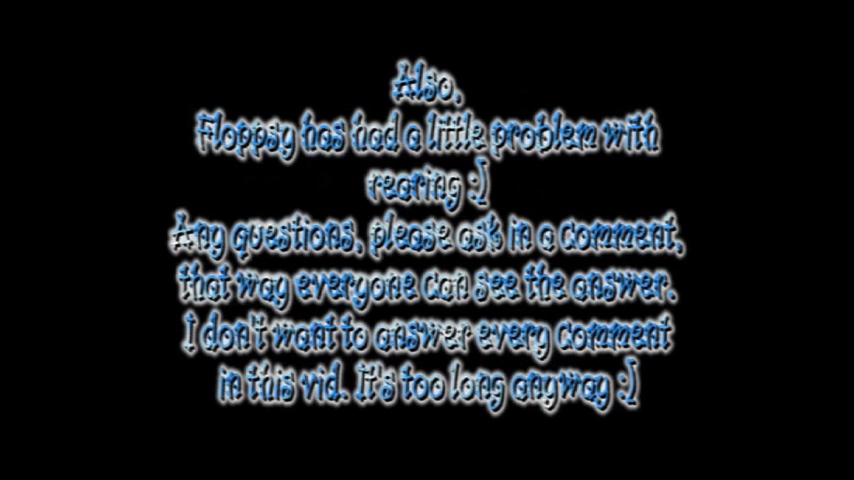 Also,
Floppsy has had a little problem with
rearing :]
Any questions, please ask in a comment,
that way everyone can see the answer.
I don't want to answer every comment
in this vid. It's too long anyway :]